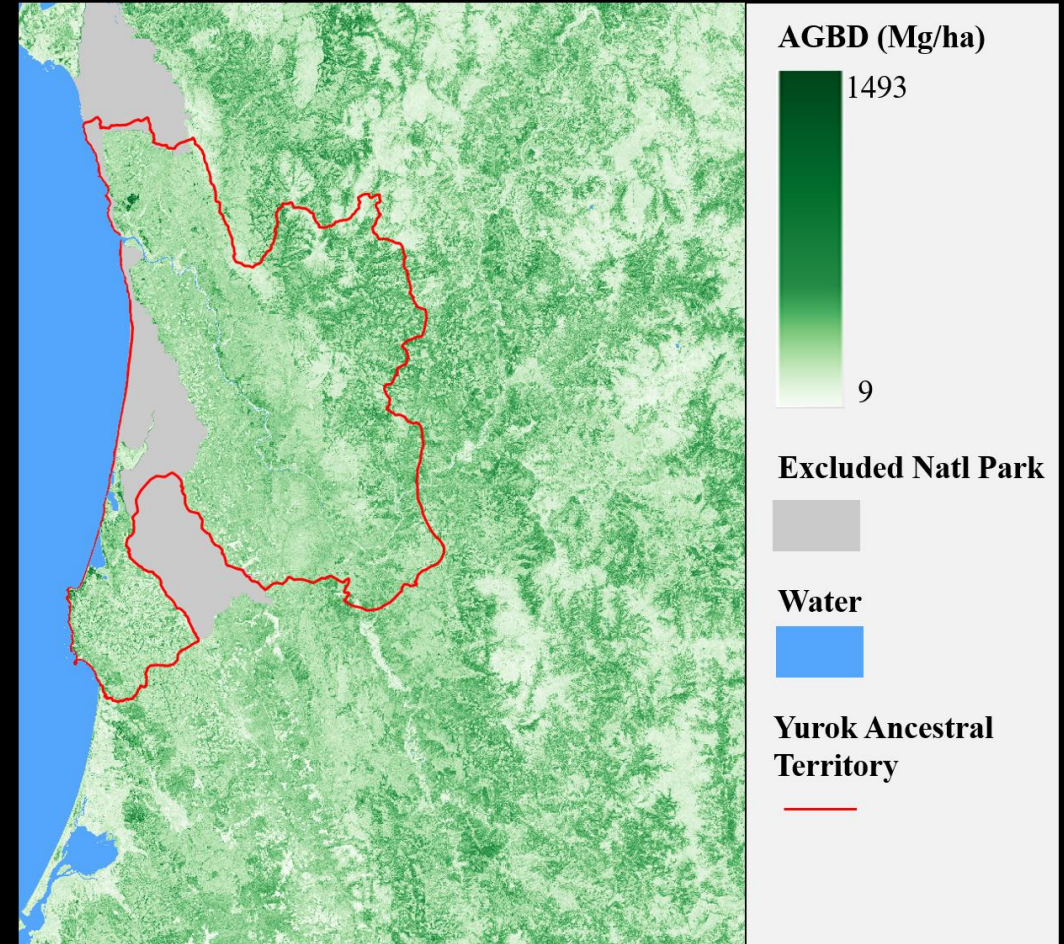 AGBD (Mg/ha)
1493
9
Excluded Natl Park
Water
Yurok Ancestral
Territory